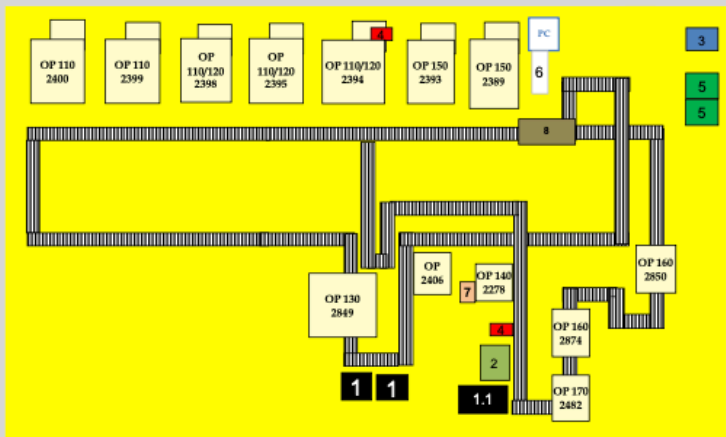 OP 110
2400
OP 110
2399
OP
110/120
2398
OP
110/120
2395
4
OP 110/120
2394
OP 150
2393
OP 150
2389
PC
6
3
5
5
8
OP 160
2850
OP
2406
OP 140
2278
7
OP 130
2849
4
OP 160
2874
2
1
1
1.1
OP 170
2482